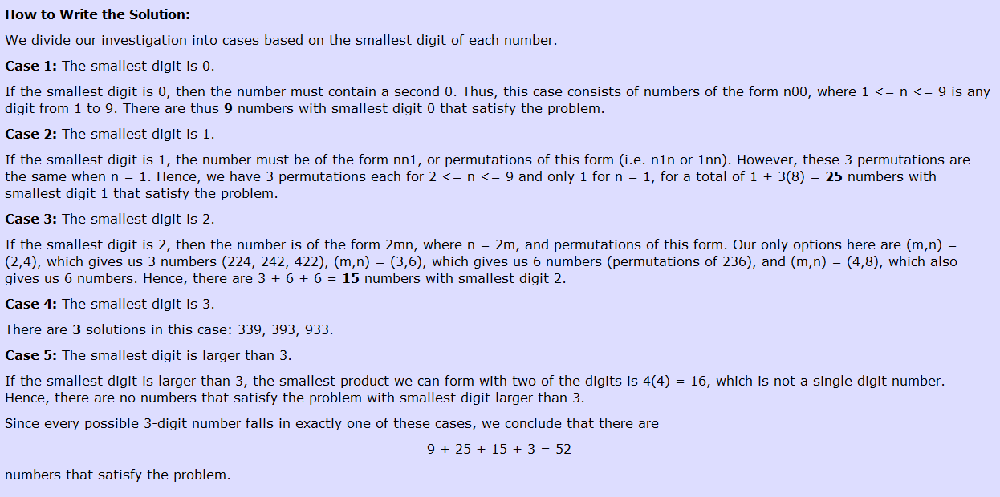 How to Write the Solution:
We divide our investigation into cases based on the smallest digit of each number.
Case 1: The smallest digit is 0.
If the smallest digit is 0, then the number must contain a second 0. Thus, this case consists of numbers of the form n00, where 1 <= n <= 9 is any
digit from 1 to 9. There are thus 9 numbers with smallest digit 0 that satisfy the problem.
Case 2: The smallest digit is 1.
If the smallest digit is 1, the number must be of the form nn1, or permutations of this form (i.e. n1n or 1nn). However, these 3 permutations are
the same when n = 1. Hence, we have 3 permutations each for 2 <= n <= 9 and only 1 for n = 1, for a total of 1 + 3(8) = 25 numbers with
smallest digit 1 that satisfy the problem.
Case 3: The smallest digit is 2.
If the smallest digit is 2, then the number is of the form 2mn, where n = 2m, and permutations of this form. Our only options here are (m,n) =
(2,4), which gives us 3 numbers (224, 242, 422), (m,n) = (3,6), which gives us 6 numbers (permutations of 236), and (m,n) = (4,8), which also
gives us 6 numbers. Hence, there are 3 + 6 + 6 = 15 numbers with smallest digit 2.
Case 4: The smallest digit is 3.
There are 3 solutions in this case: 339, 393, 933.
Case 5: The smallest digit is larger than 3.
If the smallest digit is larger than 3, the smallest product we can form with two of the digits is 4(4) = 16, which is not a single digit number.
Hence, there are no numbers that satisfy the problem with smallest digit larger than 3.
Since every possible 3-digit number falls in exactly one of these cases, we conclude that there are
9 + 25 + 15 + 3 = 52
numbers that satisfy the problem.